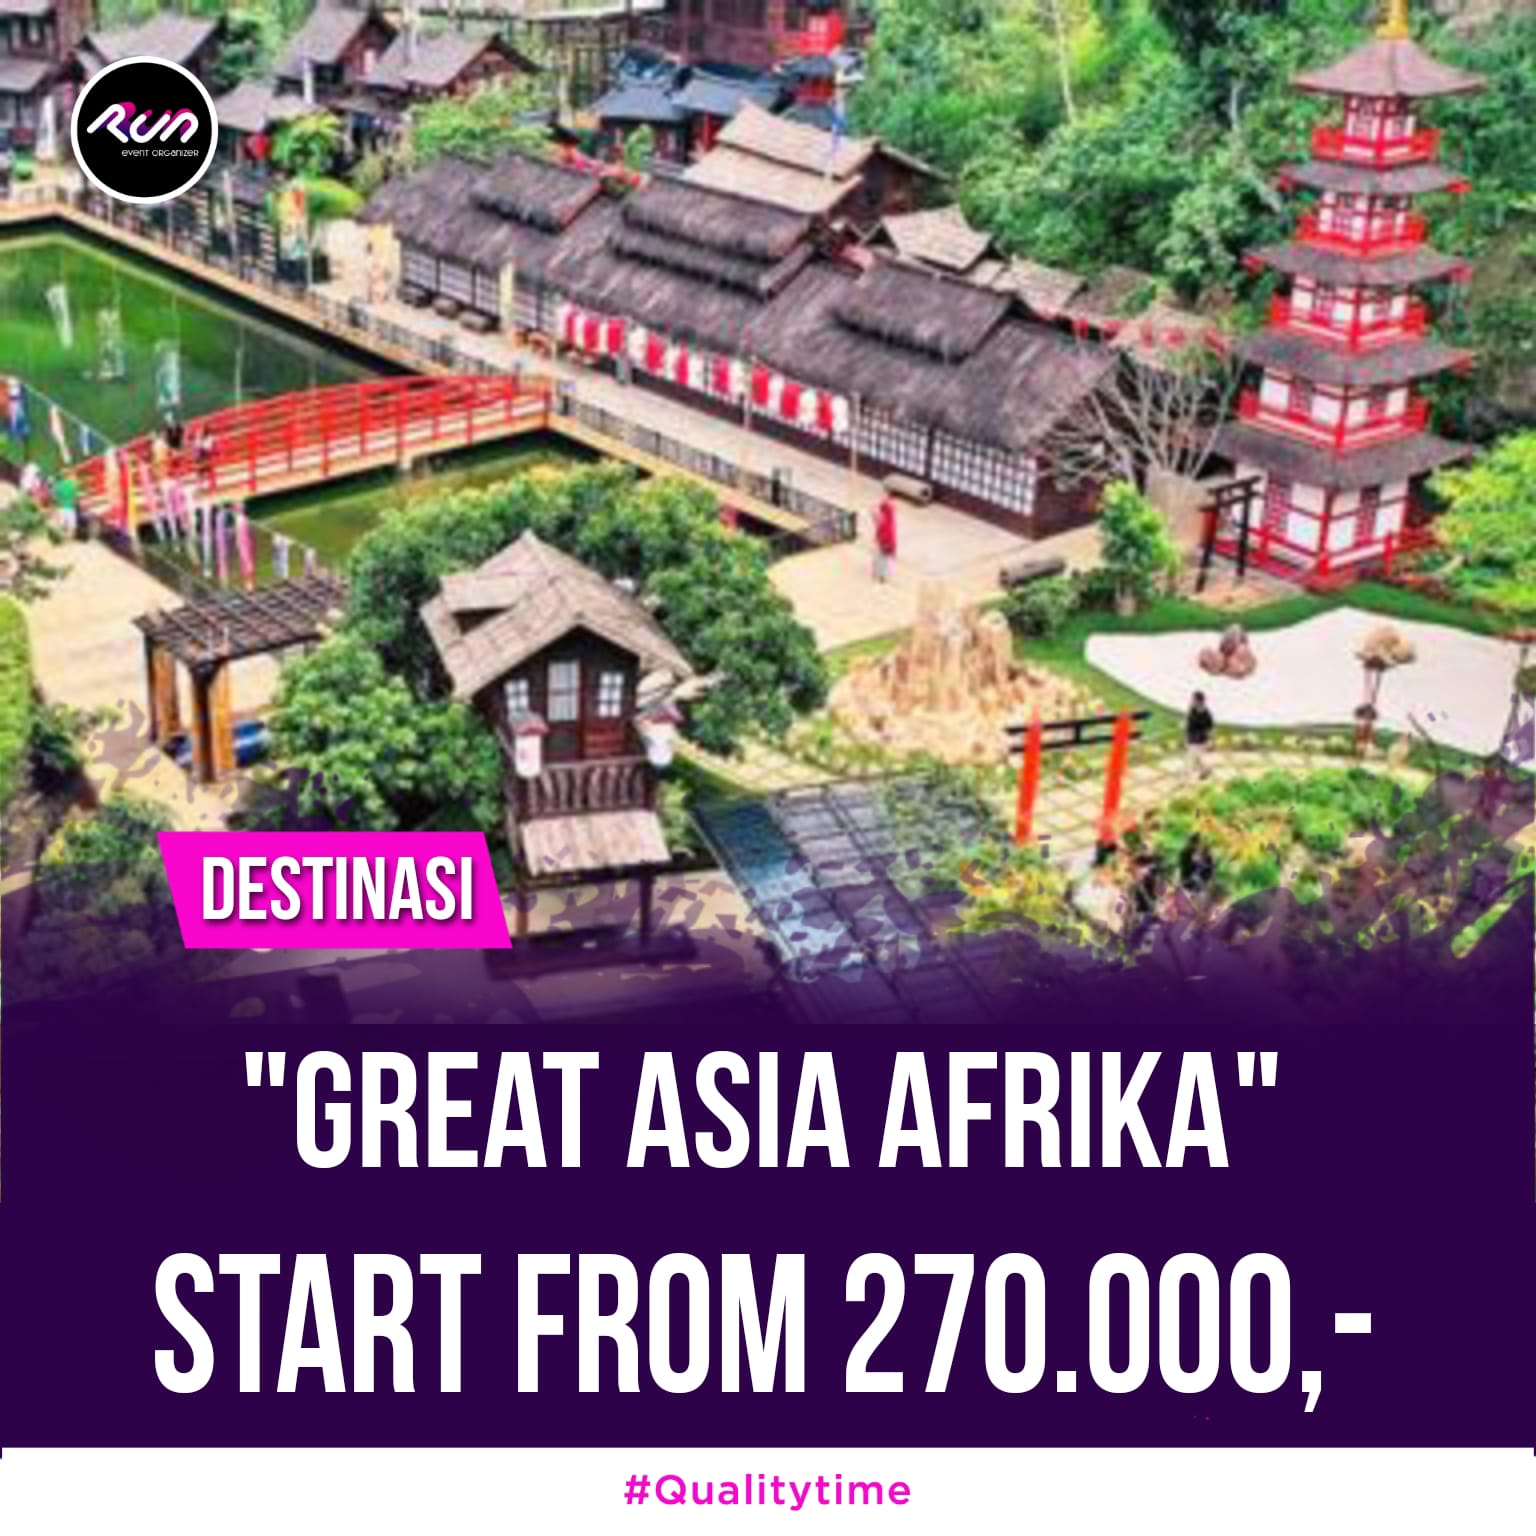 Run
EVENT ORGANIZER
DESTINASI
"GREAT ASIA AFRIKA"
START FROM 270.000,-
#Qualitytime